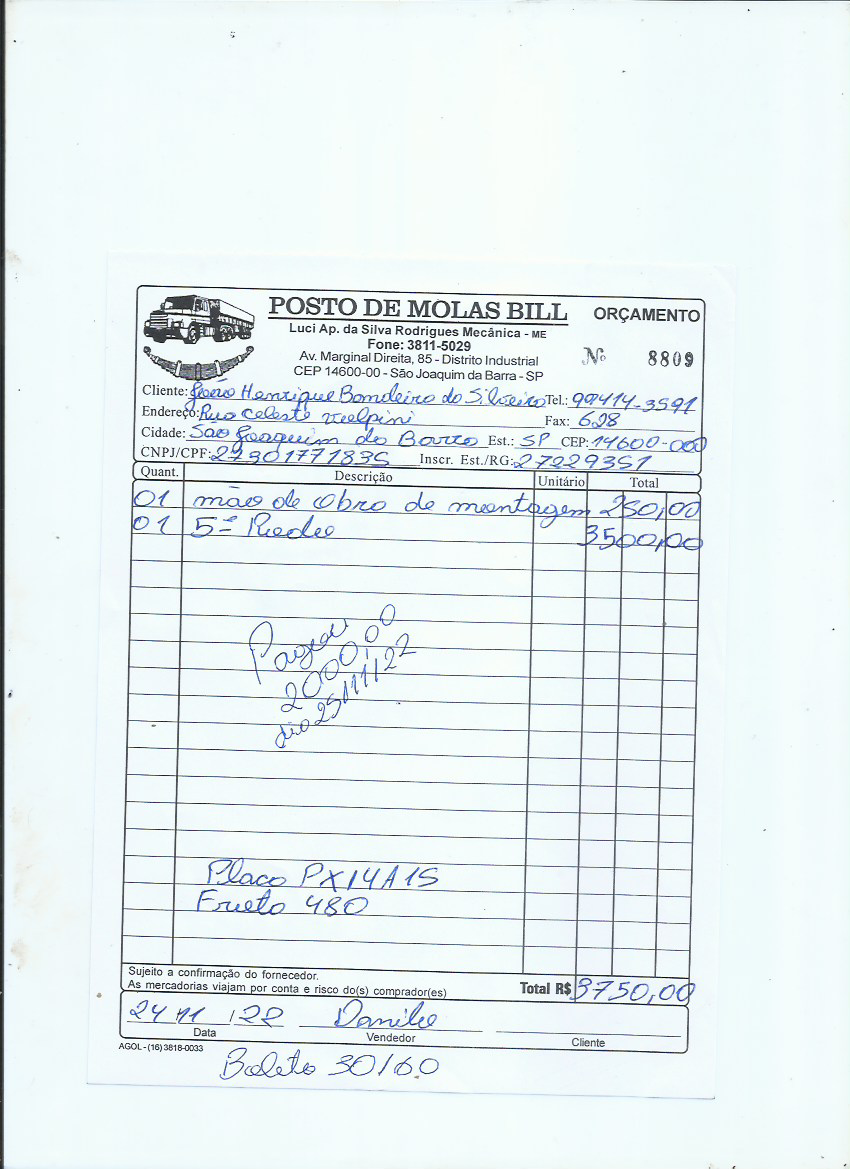 POSTO DE MOLAS BILL
ORÇAMENTO
Luci Ap. da Silva Rodrigues Mecânica - ME
Fone: 3811-5029
Av. Marginal Direita, 85 - Distrito Industrial
CEP 14600-00 - São Joaquim da Barra - SP
Nº 8809
Cliente: João Henrique Bandeira da Silveira Tel.: 99414-3591
Endereço: Rua Celeste Fax: 628
Cidade: São Joaquim da Barra Est.: SP CEP: 14600-000
CNPJ/CPF: 27901771835 Inscr. Est./RG: 27229351
Quant. Descrição Unitário Total
01 mão de obra de montagem 250,00
01 5ª Roda 3500,00
2000,00
dia 25/11/22
Placa PX14A15
Frota 480
Sujeito a confirmação do fornecedor.
As mercadorias viajam por conta e risco do(s) comprador(es)
Total R$ 3750,00
24/11/22 Danilo
Data Vendedor Cliente
AGOL - (16) 3818-0033
Boleto 30/60